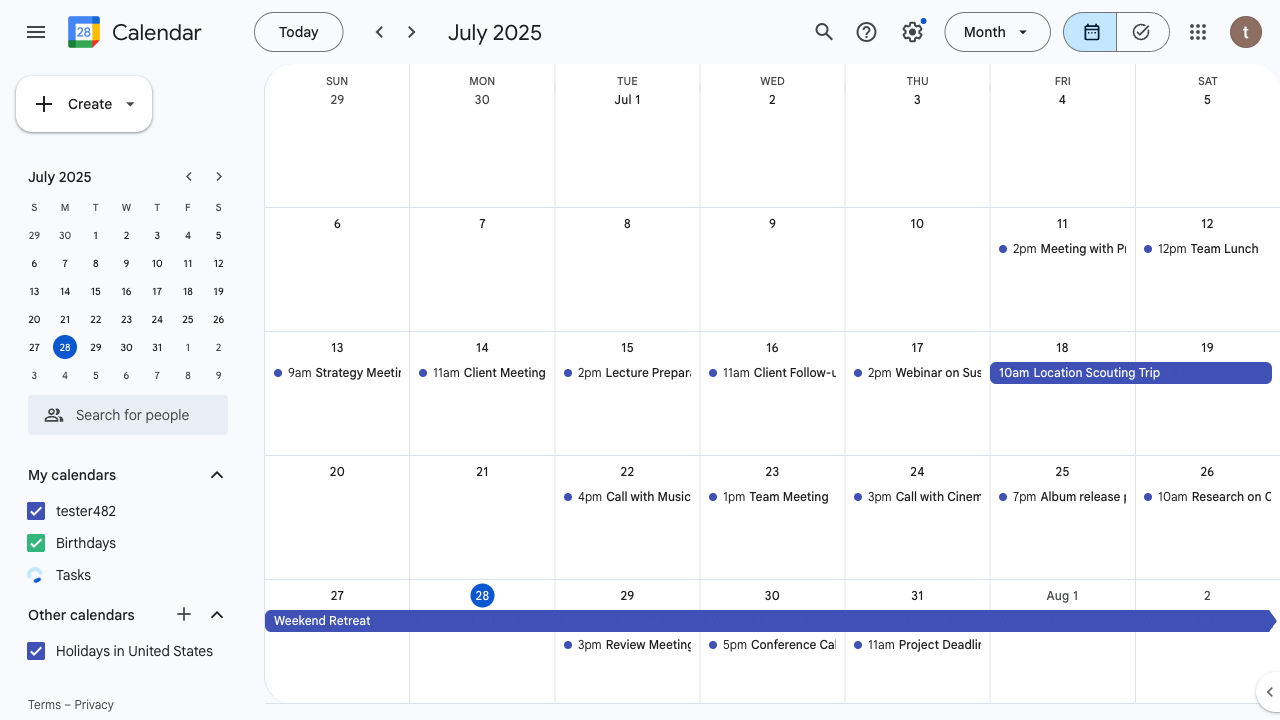 28 Calendar Today July 2025 Month t
Create
July 2025
S M T W T F S
29 30 1 2 3 4 5
6 7 8 9 10 11 12
13 14 15 16 17 18 19
20 21 22 23 24 25 26
27 28 29 30 31 1 2
3 4 5 6 7 8 9
Search for people
My calendars
tester482
Birthdays
Tasks
Other calendars
Holidays in United States
Terms – Privacy
SUN MON TUE WED THU FRI SAT
29 30 Jul 1 2 3 4 5
6 7 8 9 10 11 12
2pm Meeting with 12pm Team Lunch
13 14 15 16 17 18 19
9am Strategy 11am Client Meeting 2pm Lecture 11am Client 2pm Webinar on 10am Location Scouting Trip
20 21 22 23 24 25 26
4pm Call with Music 1pm Team Meeting 3pm Call with 7pm Album release 10am Research on
27 28 29 30 31 Aug 1 2
Weekend Retreat
3pm Review Meeting 5pm Conference 11am Project